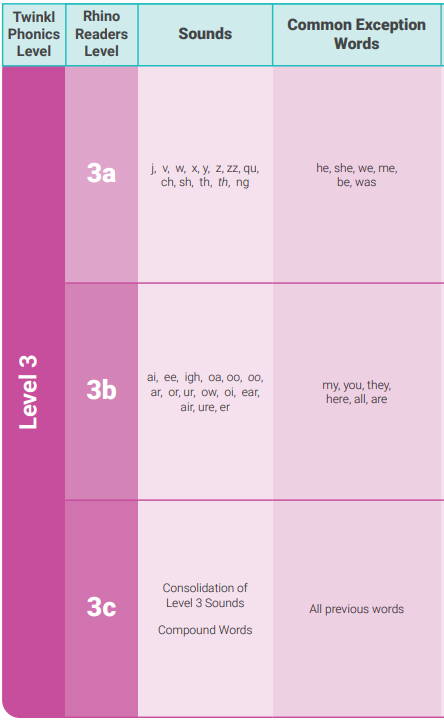 Twinkl
Phonics
Level
Rhino
Readers
Level
Sounds
Common Exception
Words
Level 3
3a
j, v, w, x, y, z, zz, qu,
ch, sh, th, th, ng
he, she, we, me,
be, was
3b
ai, ee, igh, oa, oo, oo,
ar, or, ur, ow, oi, ear,
air, ure, er
my, you, they,
here, all, are
3c
Consolidation of
Level 3 Sounds
Compound Words
All previous words